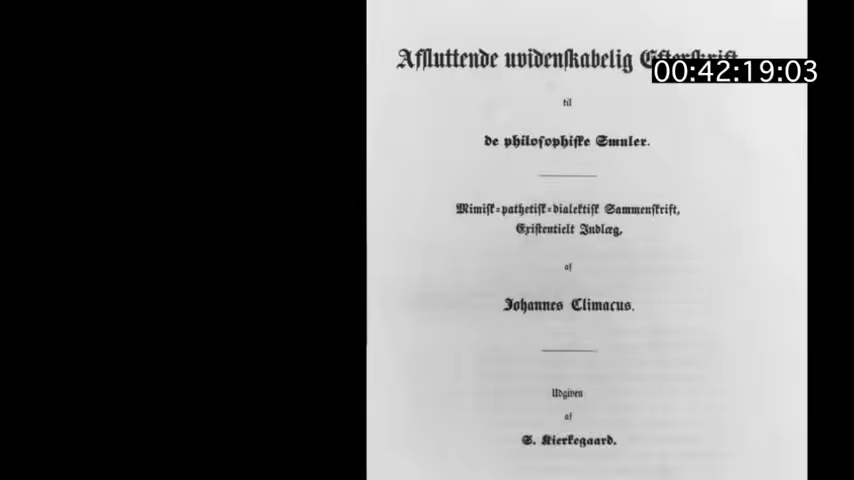 Afsluttende uvidenskabelig Efterskrift
00:42:19:03
til
de philosophiske Smuler.
Mimisk-pathetisk-dialektisk Sammenskrift,
Existentielt Indlæg,
af
Johannes Climacus.
Udgiven
af
S. Kierkegaard.